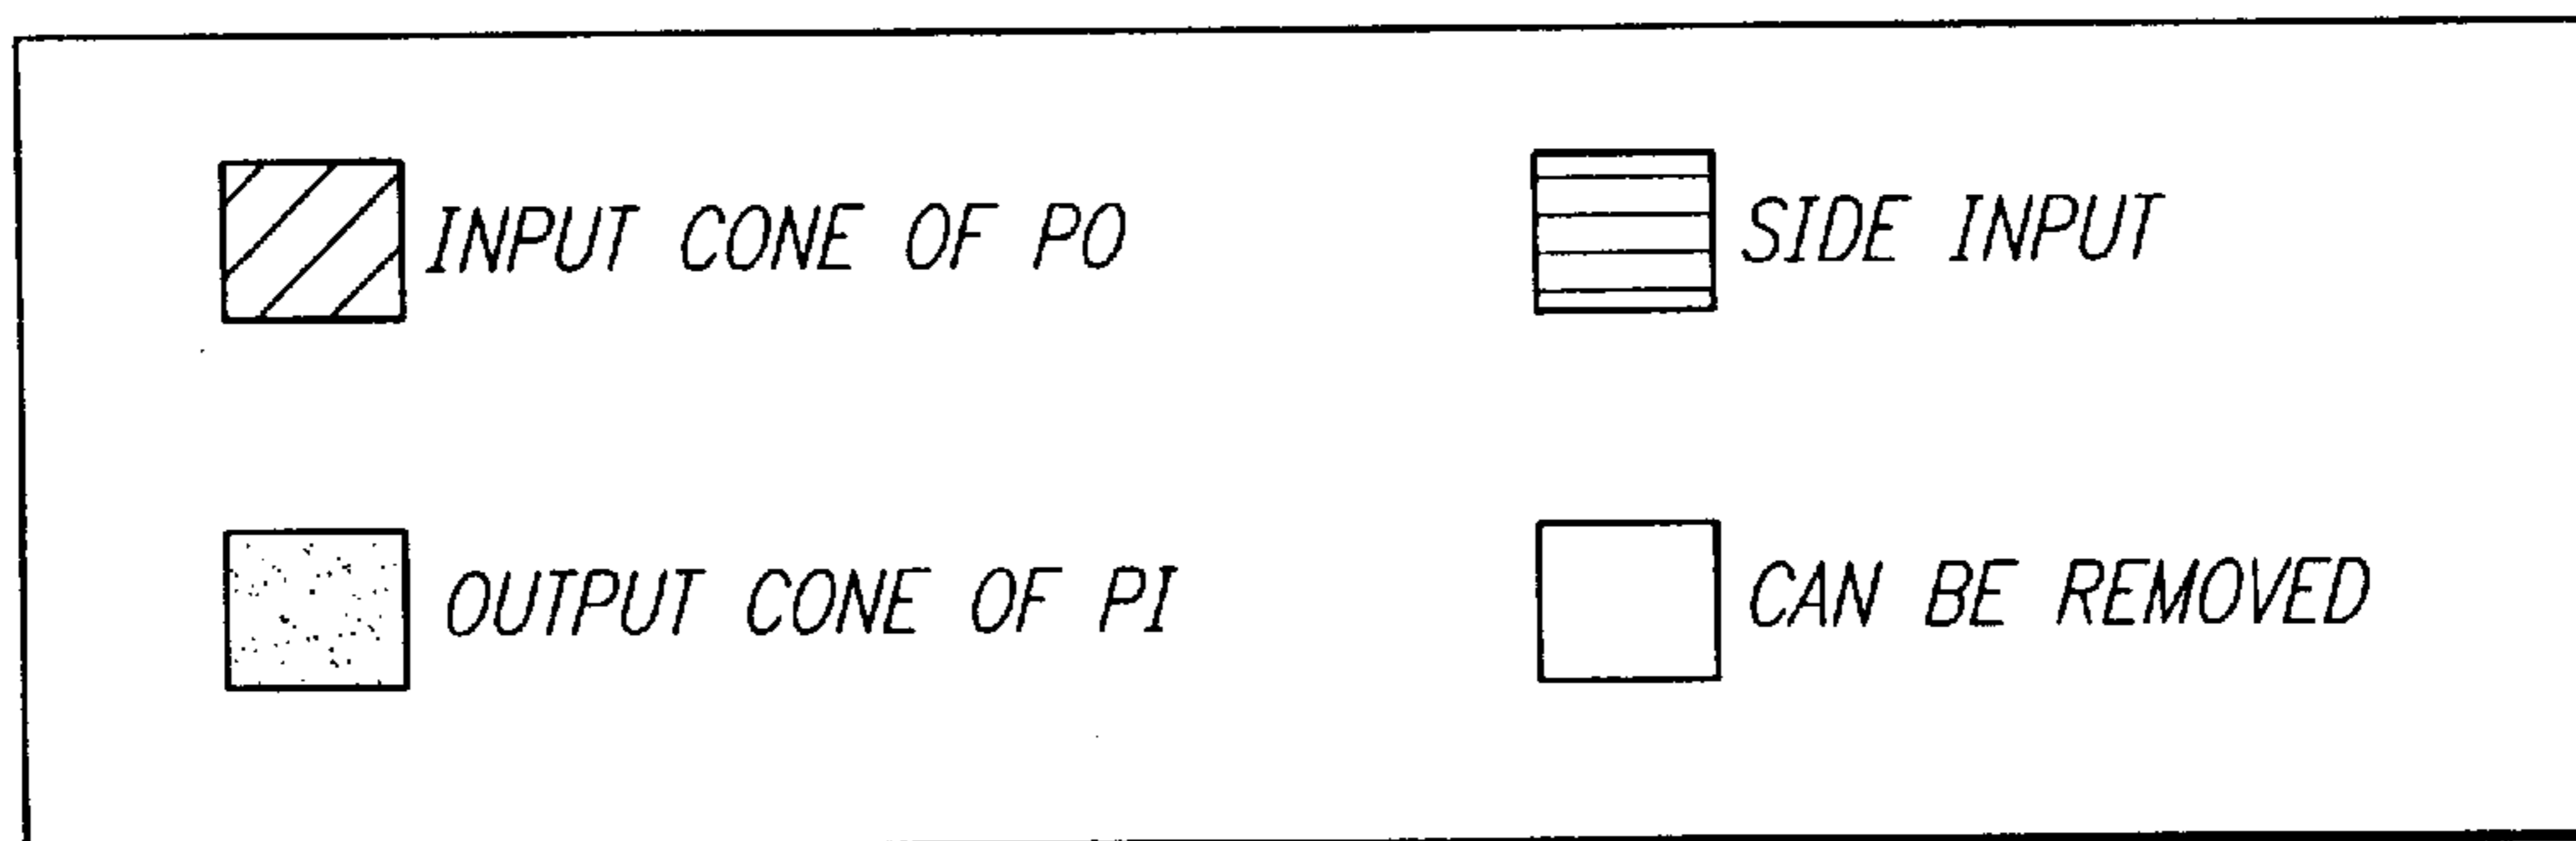 INPUT CONE OF PO
SIDE INPUT
OUTPUT CONE OF PI
CAN BE REMOVED